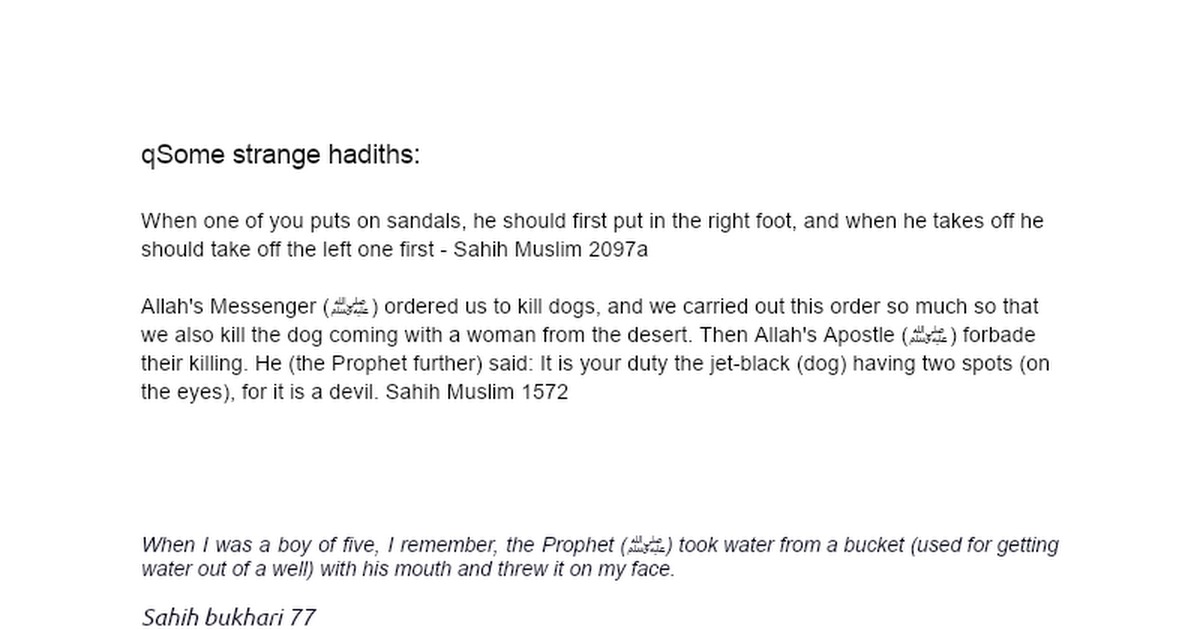 qSome strange hadiths:
When one of you puts on sandals, he should first put in the right foot, and when he takes off he
should take off the left one first - Sahih Muslim 2097a
Allah's Messenger (ﷺ) ordered us to kill dogs, and we carried out this order so much so that
we also kill the dog coming with a woman from the desert. Then Allah's Apostle (ﷺ) forbade
their killing. He (the Prophet further) said: It is your duty the jet-black (dog) having two spots (on
the eyes), for it is a devil. Sahih Muslim 1572
When I was a boy of five, I remember, the Prophet (ﷺ) took water from a bucket (used for getting
water out of a well) with his mouth and threw it on my face.
Sahih bukhari 77